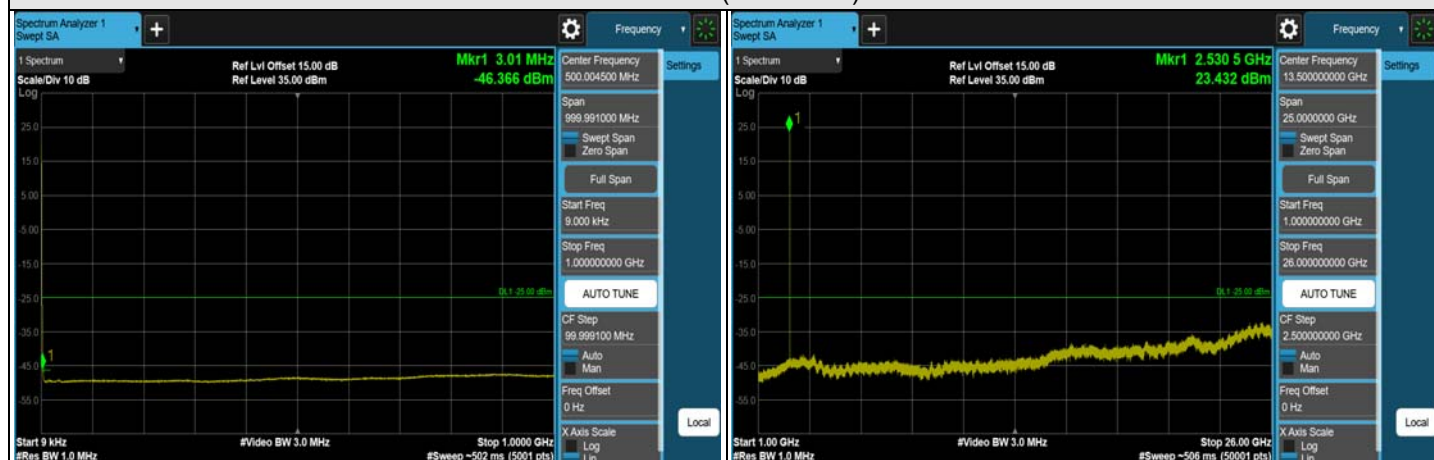 Spectrum Analyzer 1
Swept SA
+
Frequency
1 Spectrum
Scale/Div 10 dB
Log
Ref Lvl Offset 15.00 dB
Ref Level 35.00 dBm
Mkr1 3.01 MHz
-46.366 dBm
25.0
15.0
5.00
-5.00
-15.0
-25.0
-35.0
-45.0
-55.0
1
DL1 -25.00 dBm
Start 9 kHz
#Res BW 1.0 MHz
#Video BW 3.0 MHz
Stop 1.0000 GHz
#Sweep ~502 ms (5001 pts)
Center Frequency
500.004500 MHz
Span
999.991000 MHz
Swept Span
Zero Span
Full Span
Start Freq
9.000 kHz
Stop Freq
1.000000000 GHz
AUTO TUNE
CF Step
99.999100 MHz
Auto
Man
Freq Offset
0 Hz
X Axis Scale
Log
Lin
Settings
Local
Spectrum Analyzer 1
Swept SA
+
Frequency
1 Spectrum
Scale/Div 10 dB
Log
Ref Lvl Offset 15.00 dB
Ref Level 35.00 dBm
Mkr1 2.530 5 GHz
23.432 dBm
25.0
15.0
5.00
-5.00
-15.0
-25.0
-35.0
-45.0
-55.0
1
DL1 -25.00 dBm
Start 1.00 GHz
#Res BW 1.0 MHz
#Video BW 3.0 MHz
Stop 26.00 GHz
#Sweep ~506 ms (50001 pts)
Center Frequency
13.500000000 GHz
Span
25.0000000 GHz
Swept Span
Zero Span
Full Span
Start Freq
1.000000000 GHz
Stop Freq
26.000000000 GHz
AUTO TUNE
CF Step
2.500000000 GHz
Auto
Man
Freq Offset
0 Hz
X Axis Scale
Log
Lin
Settings
Local